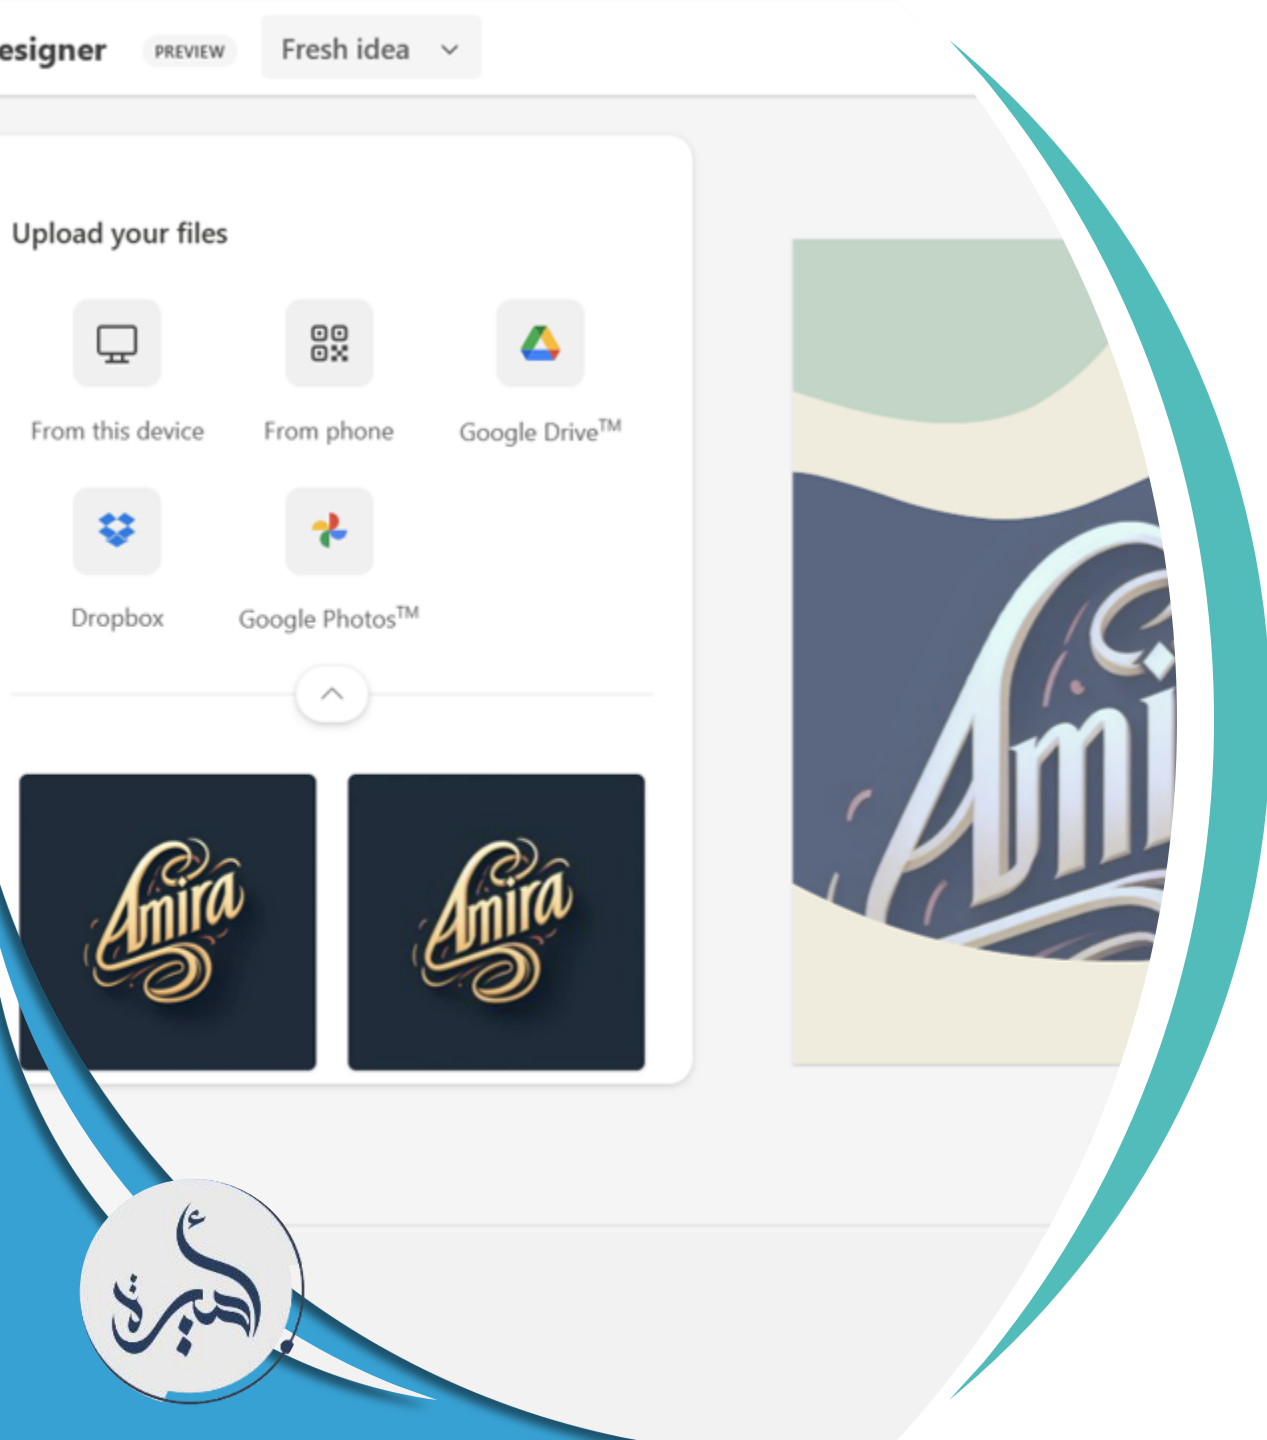 esigner PREVIEW Fresh idea
Upload your files
From this device From phone Google Drive™
Dropbox Google Photos™
Amira Amira
Ami
أميرة